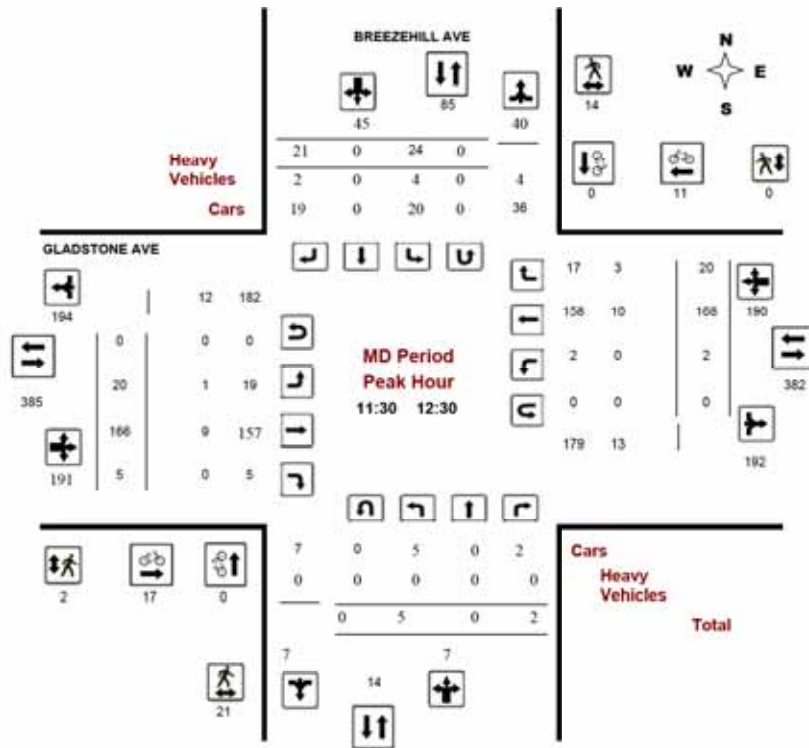 BREEZEHILL AVE
N
W E
S
85
14
45 40
21 0 24 0
Heavy
Vehicles
2 0 4 0 4
Cars
19 0 20 0 36
0 11 0
GLADSTONE AVE
194
12 182
17 3 20
190
0 0 0
158 10 168
385
20 1 19
MD Period
Peak Hour
11:30 12:30
2 0 2
382
166 9 157
0 0 0
191
5 0 5
179 13
192
7 0 5 0 2
Cars
0 0 0 0 0
Heavy
Vehicles
2 17 0
0 5 0 2
Total
7 14 7
21